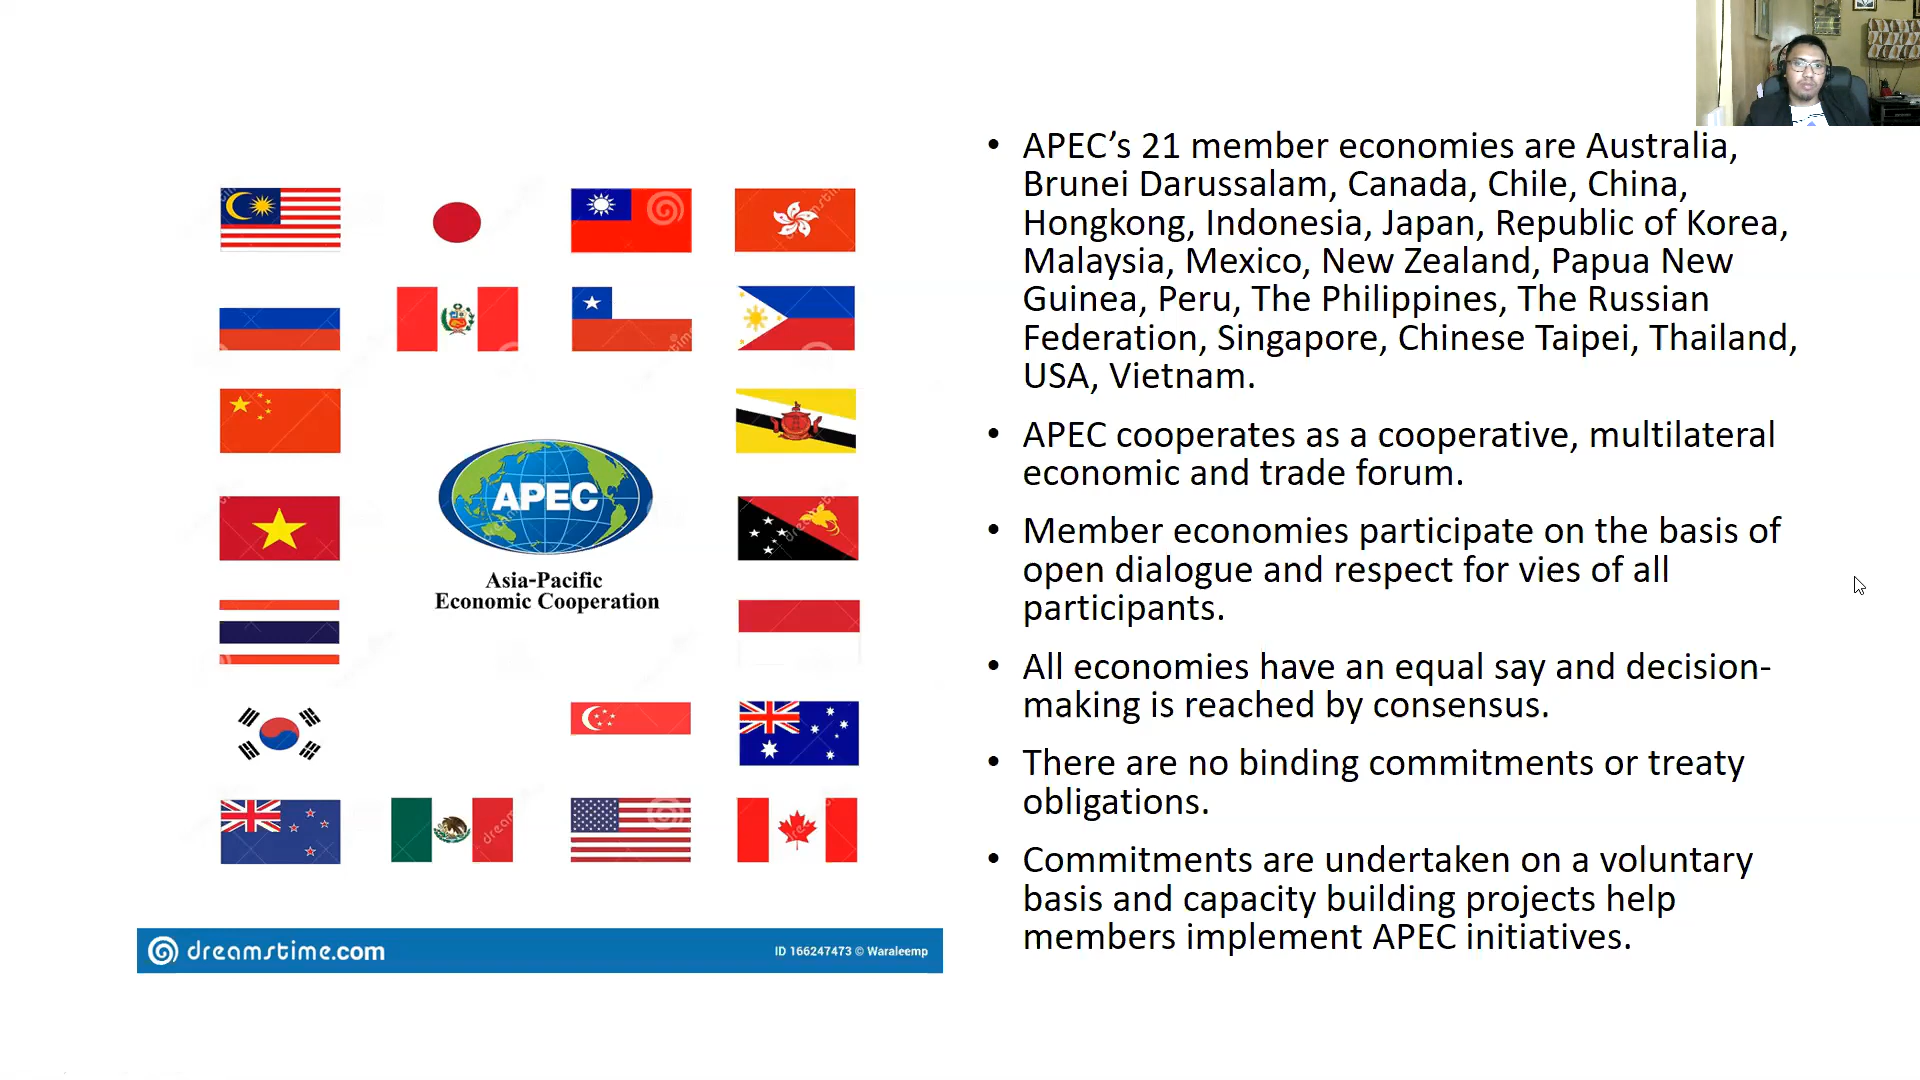 APEC
Asia-Pacific
Economic Cooperation
dreamstime.com
ID 166247473 © Waraleemp
• APEC’s 21 member economies are Australia,
Brunei Darussalam, Canada, Chile, China,
Hongkong, Indonesia, Japan, Republic of Korea,
Malaysia, Mexico, New Zealand, Papua New
Guinea, Peru, The Philippines, The Russian
Federation, Singapore, Chinese Taipei, Thailand,
USA, Vietnam.
• APEC cooperates as a cooperative, multilateral
economic and trade forum.
• Member economies participate on the basis of
open dialogue and respect for vies of all
participants.
• All economies have an equal say and decision-
making is reached by consensus.
• There are no binding commitments or treaty
obligations.
• Commitments are undertaken on a voluntary
basis and capacity building projects help
members implement APEC initiatives.